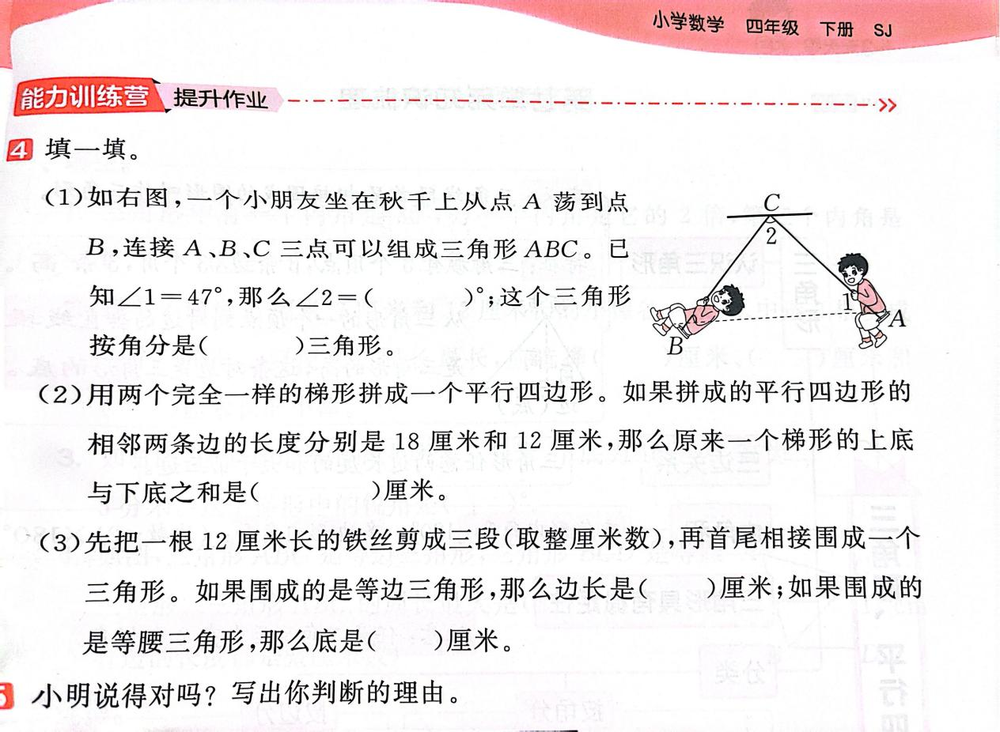 小学数学 四年级 下册 SJ
能力训练营 提升作业
4 填一填。
(1)如右图,一个小朋友坐在秋千上从点 A 荡到点
B,连接 A、B、C 三点可以组成三角形 ABC。已
知∠1=47°,那么∠2=( )°;这个三角形
按角分是( )三角形。
C
2
1
A
B
(2)用两个完全一样的梯形拼成一个平行四边形。如果拼成的平行四边形的
相邻两条边的长度分别是 18 厘米和 12 厘米,那么原来一个梯形的上底
与下底之和是( )厘米。
(3)先把一根 12 厘米长的铁丝剪成三段(取整厘米数),再首尾相接围成一个
三角形。如果围成的是等边三角形,那么边长是( )厘米;如果围成的
是等腰三角形,那么底是( )厘米。
5 小明说得对吗?写出你判断的理由。